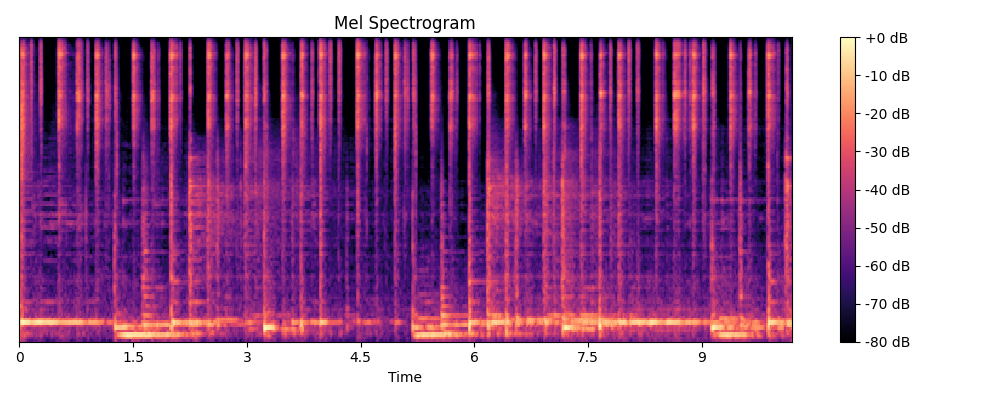 Mel Spectrogram
+0 dB
-10 dB
-20 dB
-30 dB
-40 dB
-50 dB
-60 dB
-70 dB
-80 dB
0 1.5 3 4.5 6 7.5 9
Time